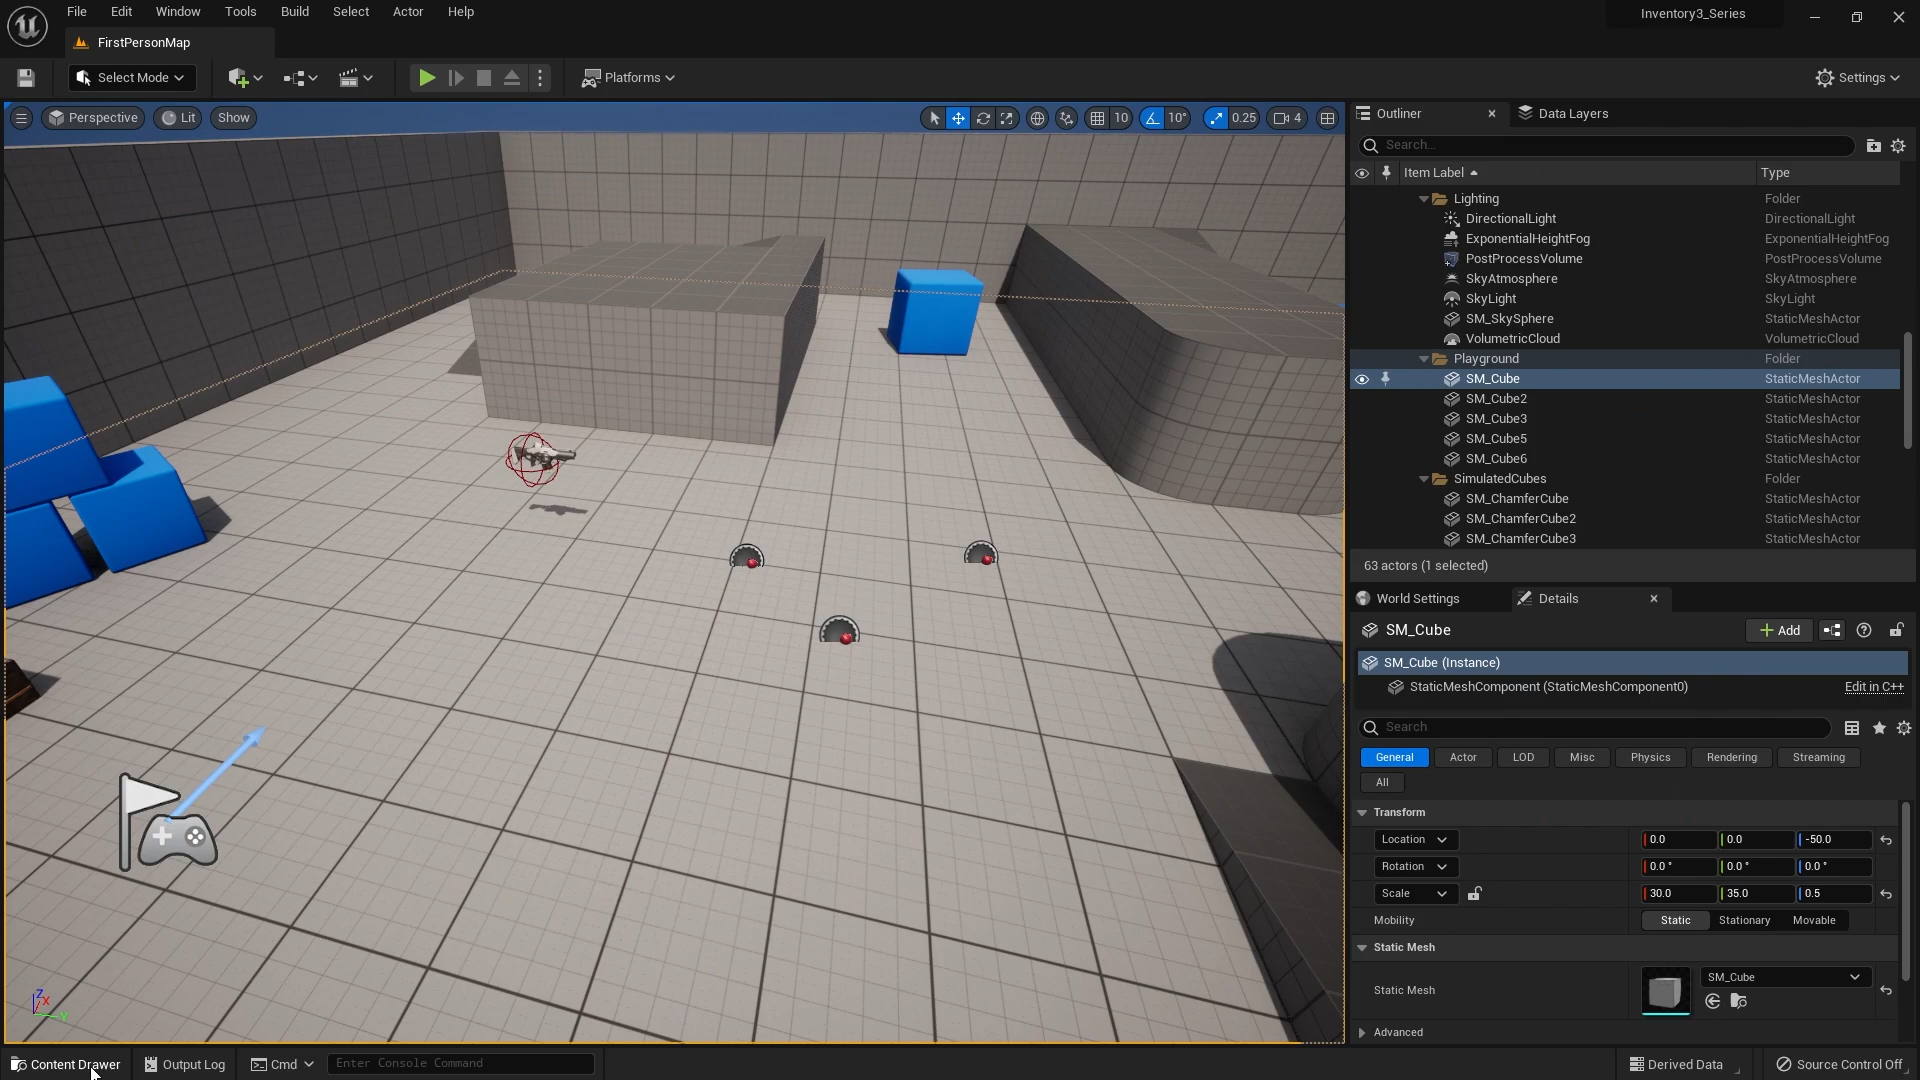 File Edit Window Tools Build Select Actor Help
Inventory3_Series
FirstPersonMap
Select Mode
Platforms
Settings
Perspective Lit Show
10 10° 0.25 4
Outliner
Data Layers
Search...
Item Label Type
Lighting Folder
DirectionalLight DirectionalLight
ExponentialHeightFog ExponentialHeightFog
PostProcessVolume PostProcessVolume
SkyAtmosphere SkyAtmosphere
SkyLight SkyLight
SM_SkySphere StaticMeshActor
VolumetricCloud VolumetricCloud
Playground Folder
SM_Cube StaticMeshActor
SM_Cube2 StaticMeshActor
SM_Cube3 StaticMeshActor
SM_Cube5 StaticMeshActor
SM_Cube6 StaticMeshActor
SimulatedCubes Folder
SM_ChamferCube StaticMeshActor
SM_ChamferCube2 StaticMeshActor
SM_ChamferCube3 StaticMeshActor
63 actors (1 selected)
World Settings
Details
SM_Cube
Add
SM_Cube (Instance)
StaticMeshComponent (StaticMeshComponent0) Edit in C++
Search
General Actor LOD Misc Physics Rendering Streaming
All
Transform
Location 0.0 0.0 -50.0
Rotation 0.0 ° 0.0 ° 0.0 °
Scale 30.0 35.0 0.5
Mobility Static Stationary Movable
Static Mesh
Static Mesh SM_Cube
Advanced
Z X Y
Content Drawer Output Log Cmd Enter Console Command Derived Data Source Control Off